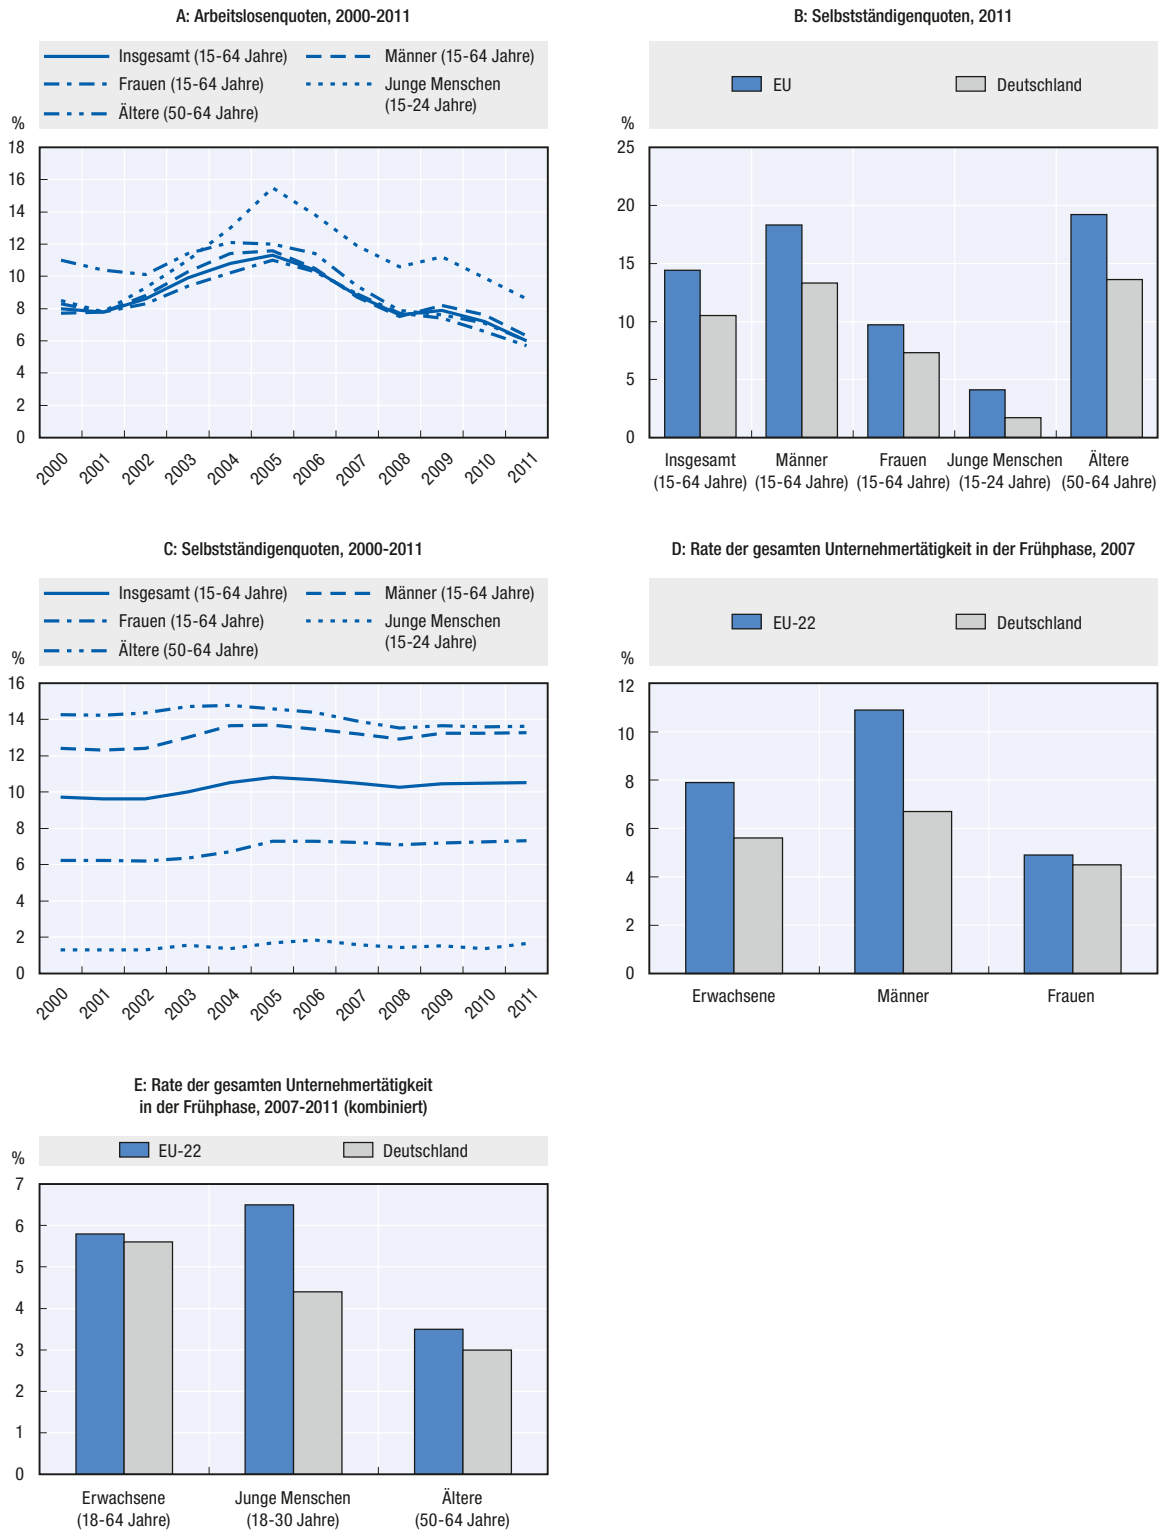 A: Arbeitslosenquoten, 2000-2011
Insgesamt (15-64 Jahre)
Männer (15-64 Jahre)
Frauen (15-64 Jahre)
Junge Menschen
(15-24 Jahre)
Ältere (50-64 Jahre)
%
18
16
14
12
10
8
6
4
2
0
2000
2001
2002
2003
2004
2005
2006
2007
2008
2009
2010
2011
B: Selbstständigenquoten, 2011
EU
Deutschland
%
25
20
15
10
5
0
Insgesamt
(15-64 Jahre)
Männer
(15-64 Jahre)
Frauen
(15-64 Jahre)
Junge Menschen
(15-24 Jahre)
Ältere
(50-64 Jahre)
C: Selbstständigenquoten, 2000-2011
Insgesamt (15-64 Jahre)
Männer (15-64 Jahre)
Frauen (15-64 Jahre)
Junge Menschen
(15-24 Jahre)
Ältere (50-64 Jahre)
%
16
14
12
10
8
6
4
2
0
2000
2001
2002
2003
2004
2005
2006
2007
2008
2009
2010
2011
D: Rate der gesamten Unternehmertätigkeit in der Frühphase, 2007
EU-22
Deutschland
%
12
10
8
6
4
2
0
Erwachsene
Männer
Frauen
E: Rate der gesamten Unternehmertätigkeit
in der Frühphase, 2007-2011 (kombiniert)
EU-22
Deutschland
%
7
6
5
4
3
2
1
0
Erwachsene
(18-64 Jahre)
Junge Menschen
(18-30 Jahre)
Ältere
(50-64 Jahre)